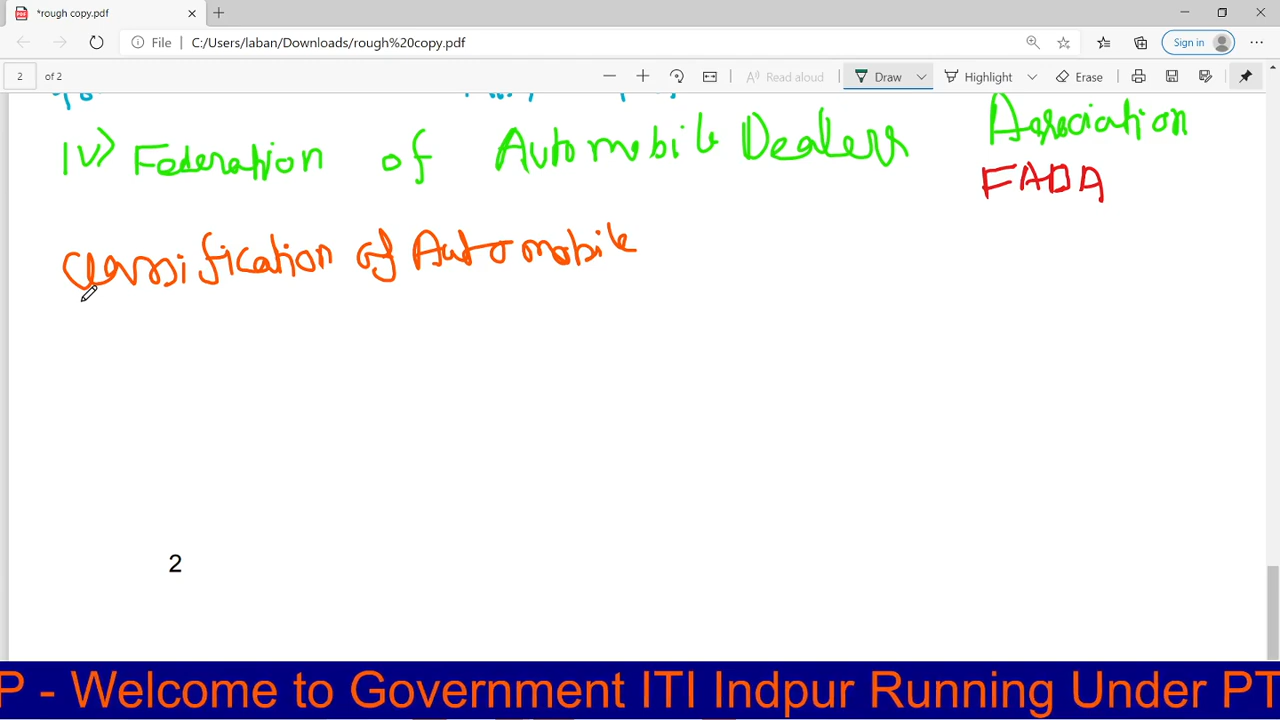 *rough copy.pdf
File C:/Users/laban/Downloads/rough%20copy.pdf Sign in
2 of 2 Read aloud Draw Highlight Erase
IV) Federation of Automobile Dealers Association
FADA
Classification of Automobile
2
P - Welcome to Government ITI Indpur Running Under PT